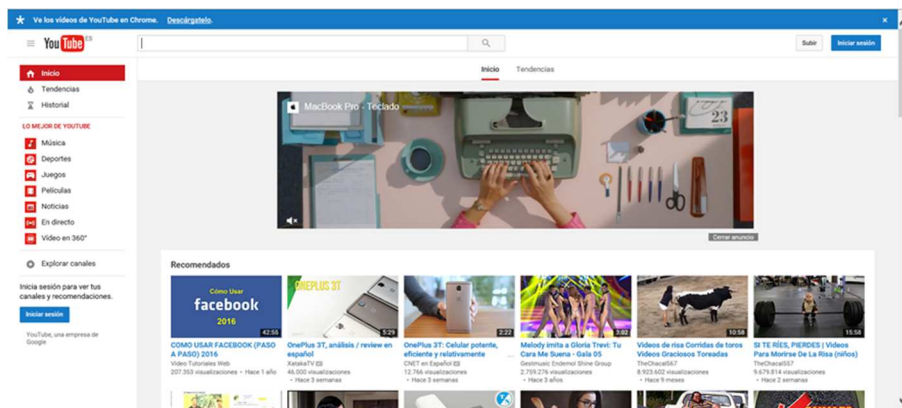 Ve los vídeos de YouTube en Chrome. Descárgatelo. ×
YouTube ES
Subir
Iniciar sesión
Inicio
Tendencias
Inicio
Tendencias
Historial
LO MEJOR DE YOUTUBE
Música
Deportes
Juegos
Películas
Noticias
En directo
Vídeo en 360°
Explorar canales
Inicia sesión para ver tus
canales y recomendaciones.
Iniciar sesión
YouTube, una empresa de
Google
MacBook Pro - Teclado
23
Cerrar anuncio
Recomendados
Cómo Usar
facebook
2016
42:55
COMO USAR FACEBOOK (PASO
A PASO) 2016
Video Tutoriales Web
207.353 visualizaciones • Hace 1 año
ONEPLUS 3T
5:29
OnePlus 3T, análisis / review en
español
XatakaTV
46.000 visualizaciones
• Hace 3 semanas
2:22
OnePlus 3T: Celular potente,
eficiente y relativamente ...
CNET en Español
12.766 visualizaciones
• Hace 3 semanas
3:02
Melody imita a Gloria Trevi: Tu
Cara Me Suena - Gala 05
Gestmusic Endemol Shine Group
2.759.276 visualizaciones
• Hace 3 años
10:58
Videos de risa Corridas de toros
Videos Graciosos Toreadas
TheChacal557
8.923.602 visualizaciones
• Hace 9 meses
15:58
SI TE RÍES, PIERDES | Videos
Para Morirse De La Risa (niños)
TheChacal557
9.679.814 visualizaciones
• Hace 2 semanas